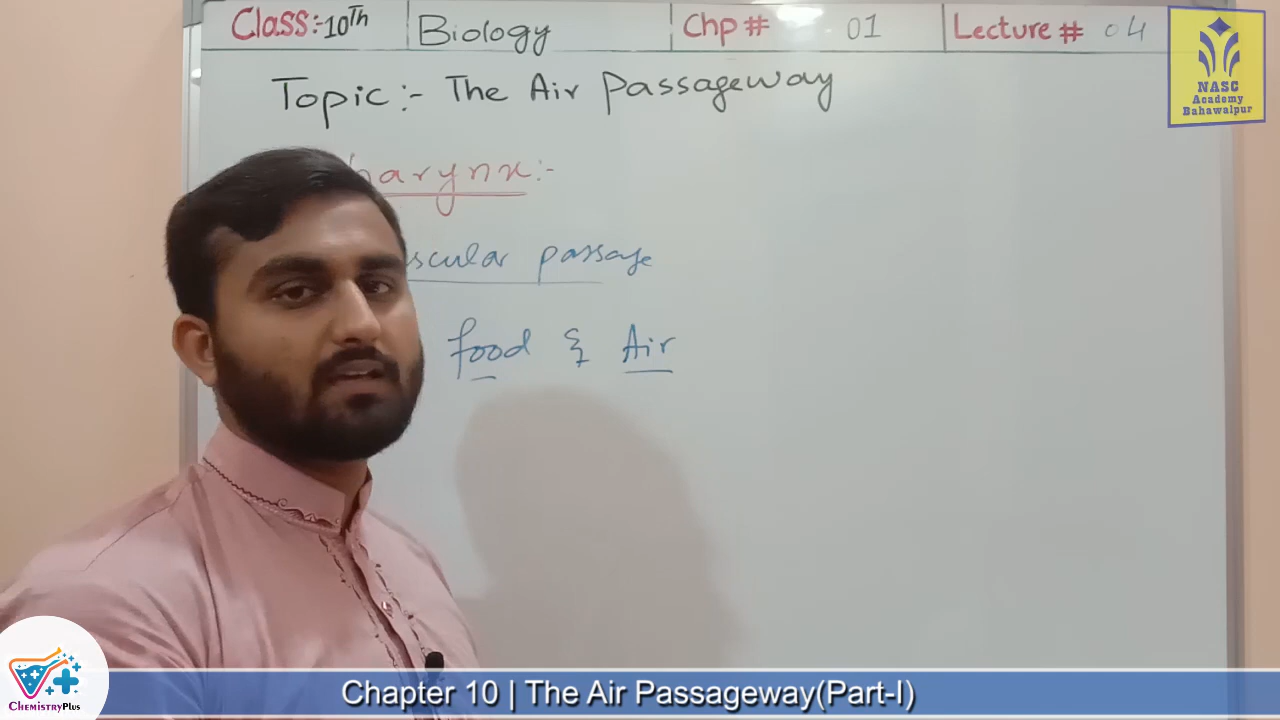 Class:-10Th Biology Chp # 01 Lecture # 04
NASC
Academy
Bahawalpur
Topic:- The Air Passageway
harynx:-
scular passage
food & Air
Chapter 10 | The Air Passageway(Part-I)
ChemistryPlus